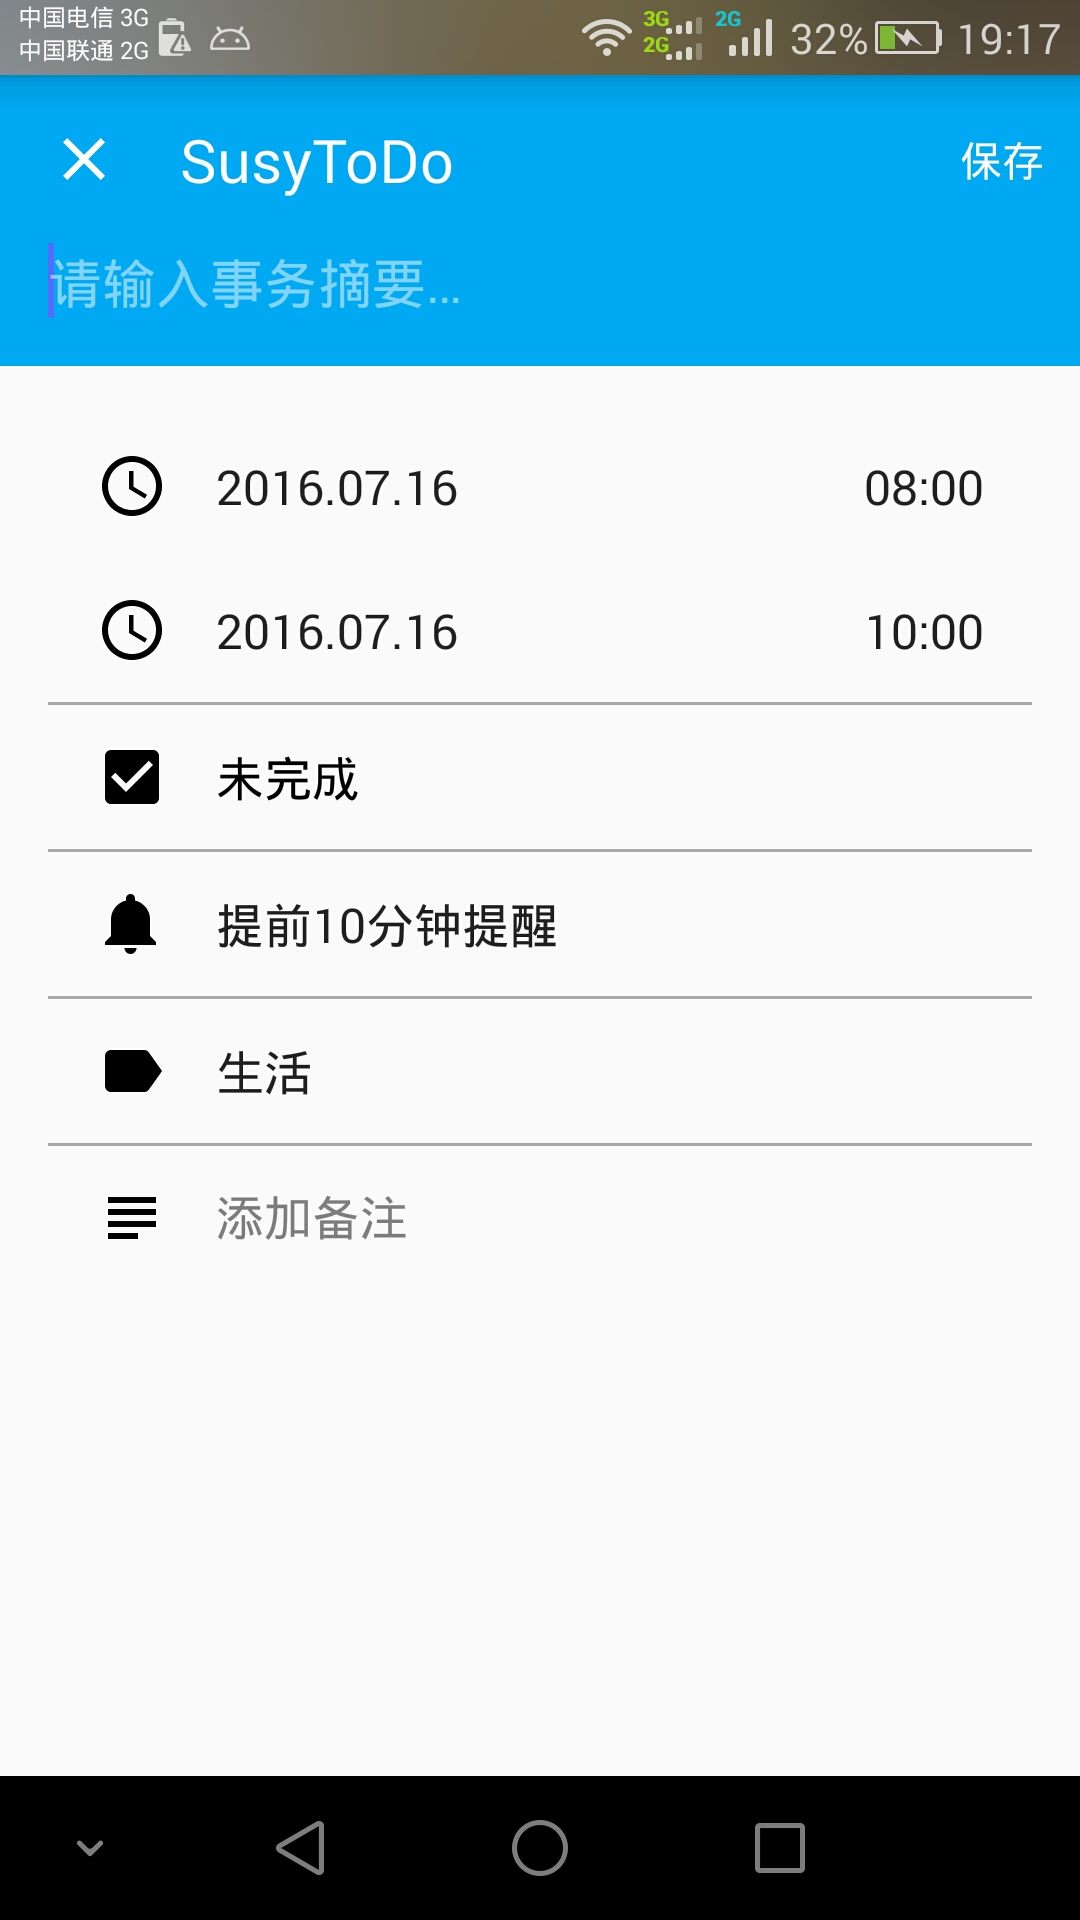 中国电信 3G
中国联通 2G
3G
2G
2G
32%
19:17
SusyToDo
保存
请输入事务摘要...
2016.07.16
08:00
2016.07.16
10:00
未完成
提前10分钟提醒
生活
添加备注